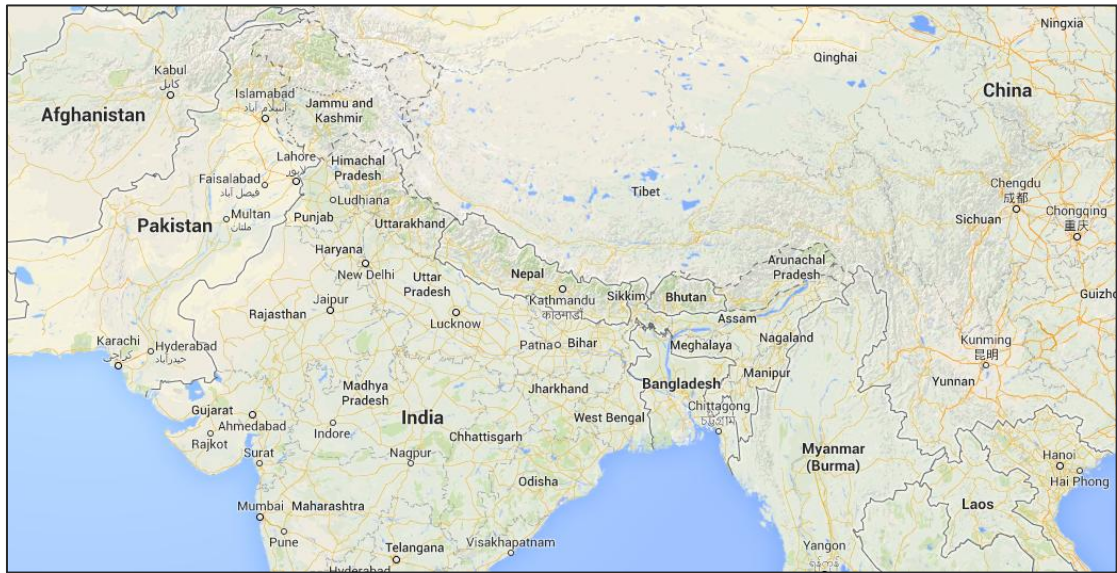 Ningxia
Qinghai
China
Kabul
کابل
Afghanistan
Islamabad
اسلام آباد
Jammu and
Kashmir
Lahore
لاہور
Himachal
Pradesh
Faisalabad
فیصل آباد
Tibet
Chengdu
成都
Ludhiana
Multan
ملتان
Punjab
Pakistan
Uttarakhand
Sichuan
Chongqing
重庆
Haryana
New Delhi
Arunachal
Pradesh
Nepal
Uttar
Pradesh
Kathmandu
काठमाडौं
Sikkim
Bhutan
Guizho
Jaipur
Rajasthan
Lucknow
Assam
Karachi
کراچی
Hyderabad
حیدرآباد
Patna
Bihar
Meghalaya
Nagaland
Kunming
昆明
Manipur
Yunnan
Madhya
Pradesh
Jharkhand
Bangladesh
Gujarat
Ahmedabad
India
West Bengal
Chittagong
Rajkot
Indore
Chhattisgarh
Surat
Nagpur
Myanmar
(Burma)
Hanoi
Hai Phong
Odisha
Laos
Mumbai
Maharashtra
Pune
Visakhapatnam
Telangana
Yangon
Hyderabad